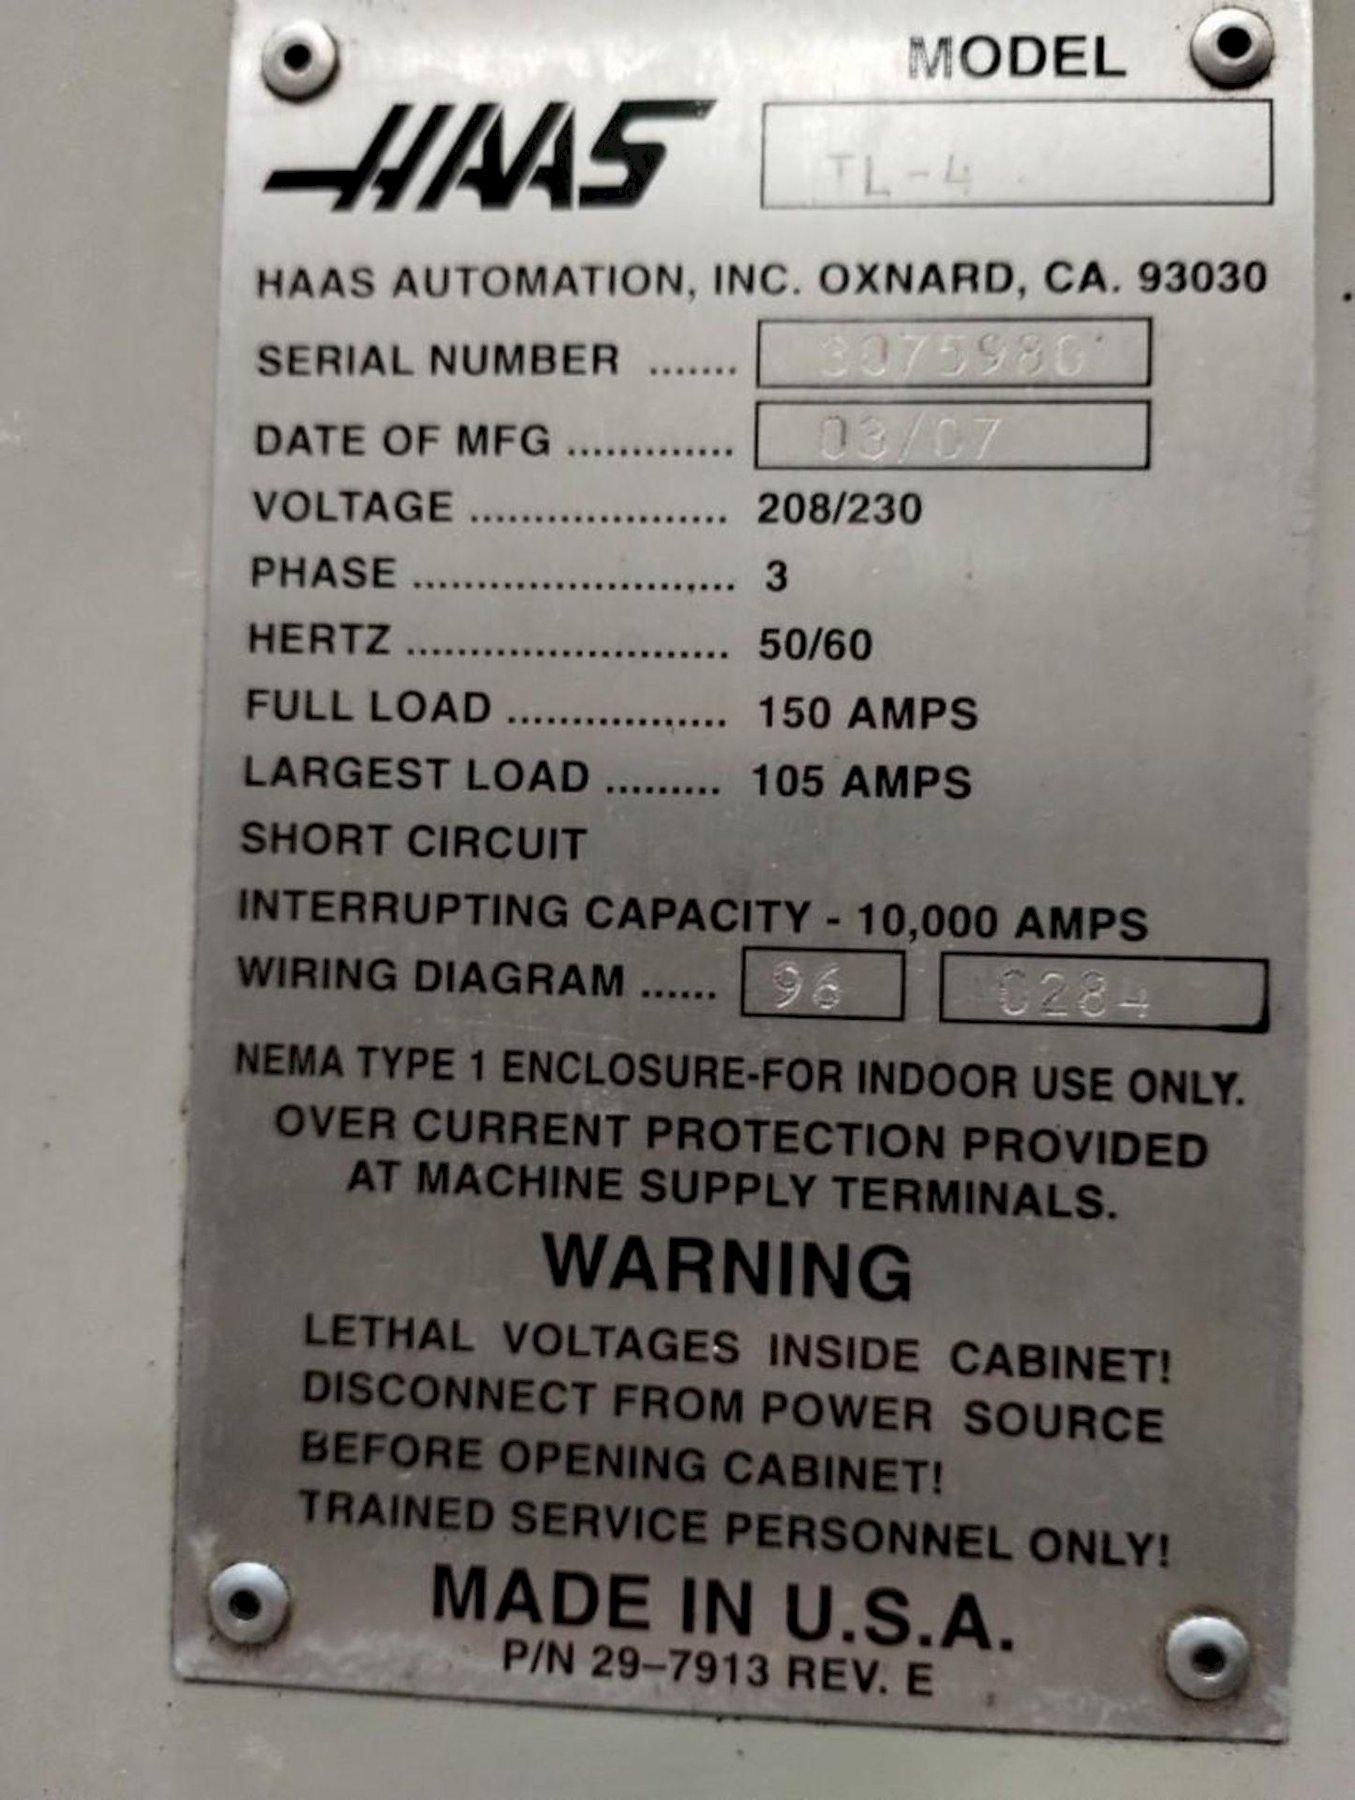 MODEL
HAAS
TL-4
HAAS AUTOMATION, INC. OXNARD, CA. 93030
SERIAL NUMBER ....... 3075980
DATE OF MFG ............. 03/07
VOLTAGE .................... 208/230
PHASE ......................... 3
HERTZ ......................... 50/60
FULL LOAD ................. 150 AMPS
LARGEST LOAD ......... 105 AMPS
SHORT CIRCUIT
INTERRUPTING CAPACITY - 10,000 AMPS
WIRING DIAGRAM ...... 96 0284
NEMA TYPE 1 ENCLOSURE-FOR INDOOR USE ONLY.
OVER CURRENT PROTECTION PROVIDED
AT MACHINE SUPPLY TERMINALS.
WARNING
LETHAL VOLTAGES INSIDE CABINET!
DISCONNECT FROM POWER SOURCE
BEFORE OPENING CABINET!
TRAINED SERVICE PERSONNEL ONLY!
MADE IN U.S.A.
P/N 29-7913 REV. E